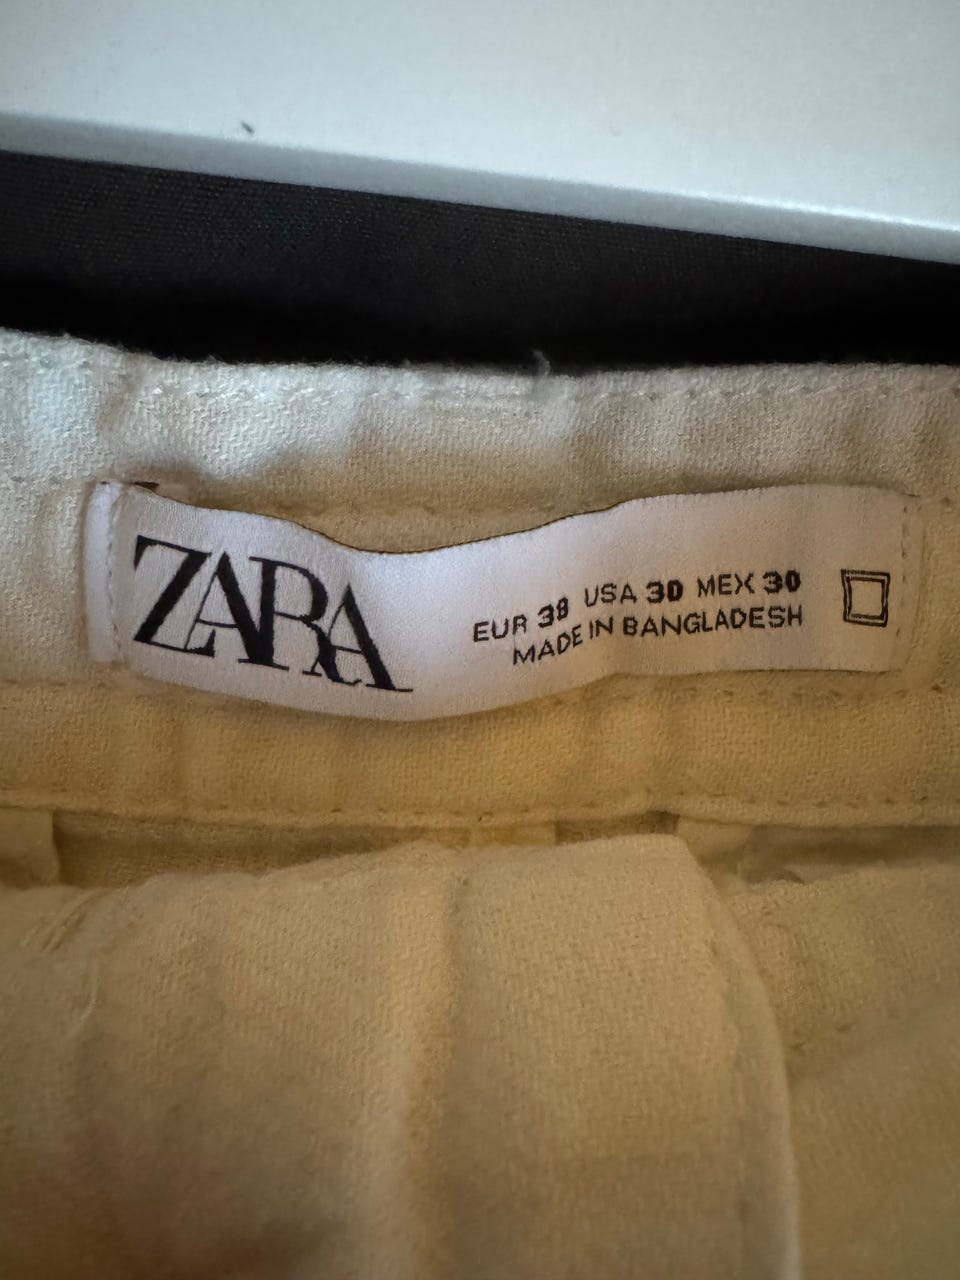 ZARA
EUR 38 USA 30 MEX 30
MADE IN BANGLADESH